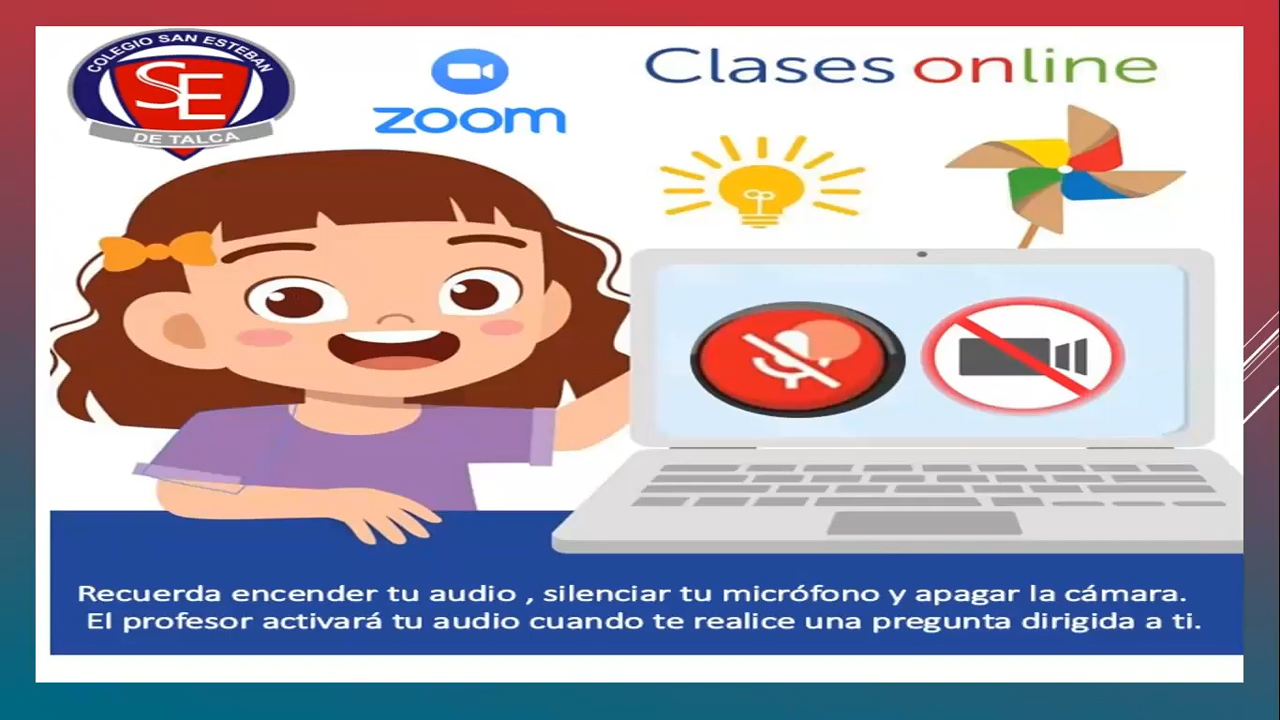 COLEGIO SAN ESTEBAN
SE
DE TALCA
zoom
Clases online
Recuerda encender tu audio , silenciar tu micrófono y apagar la cámara.
El profesor activará tu audio cuando te realice una pregunta dirigida a ti.